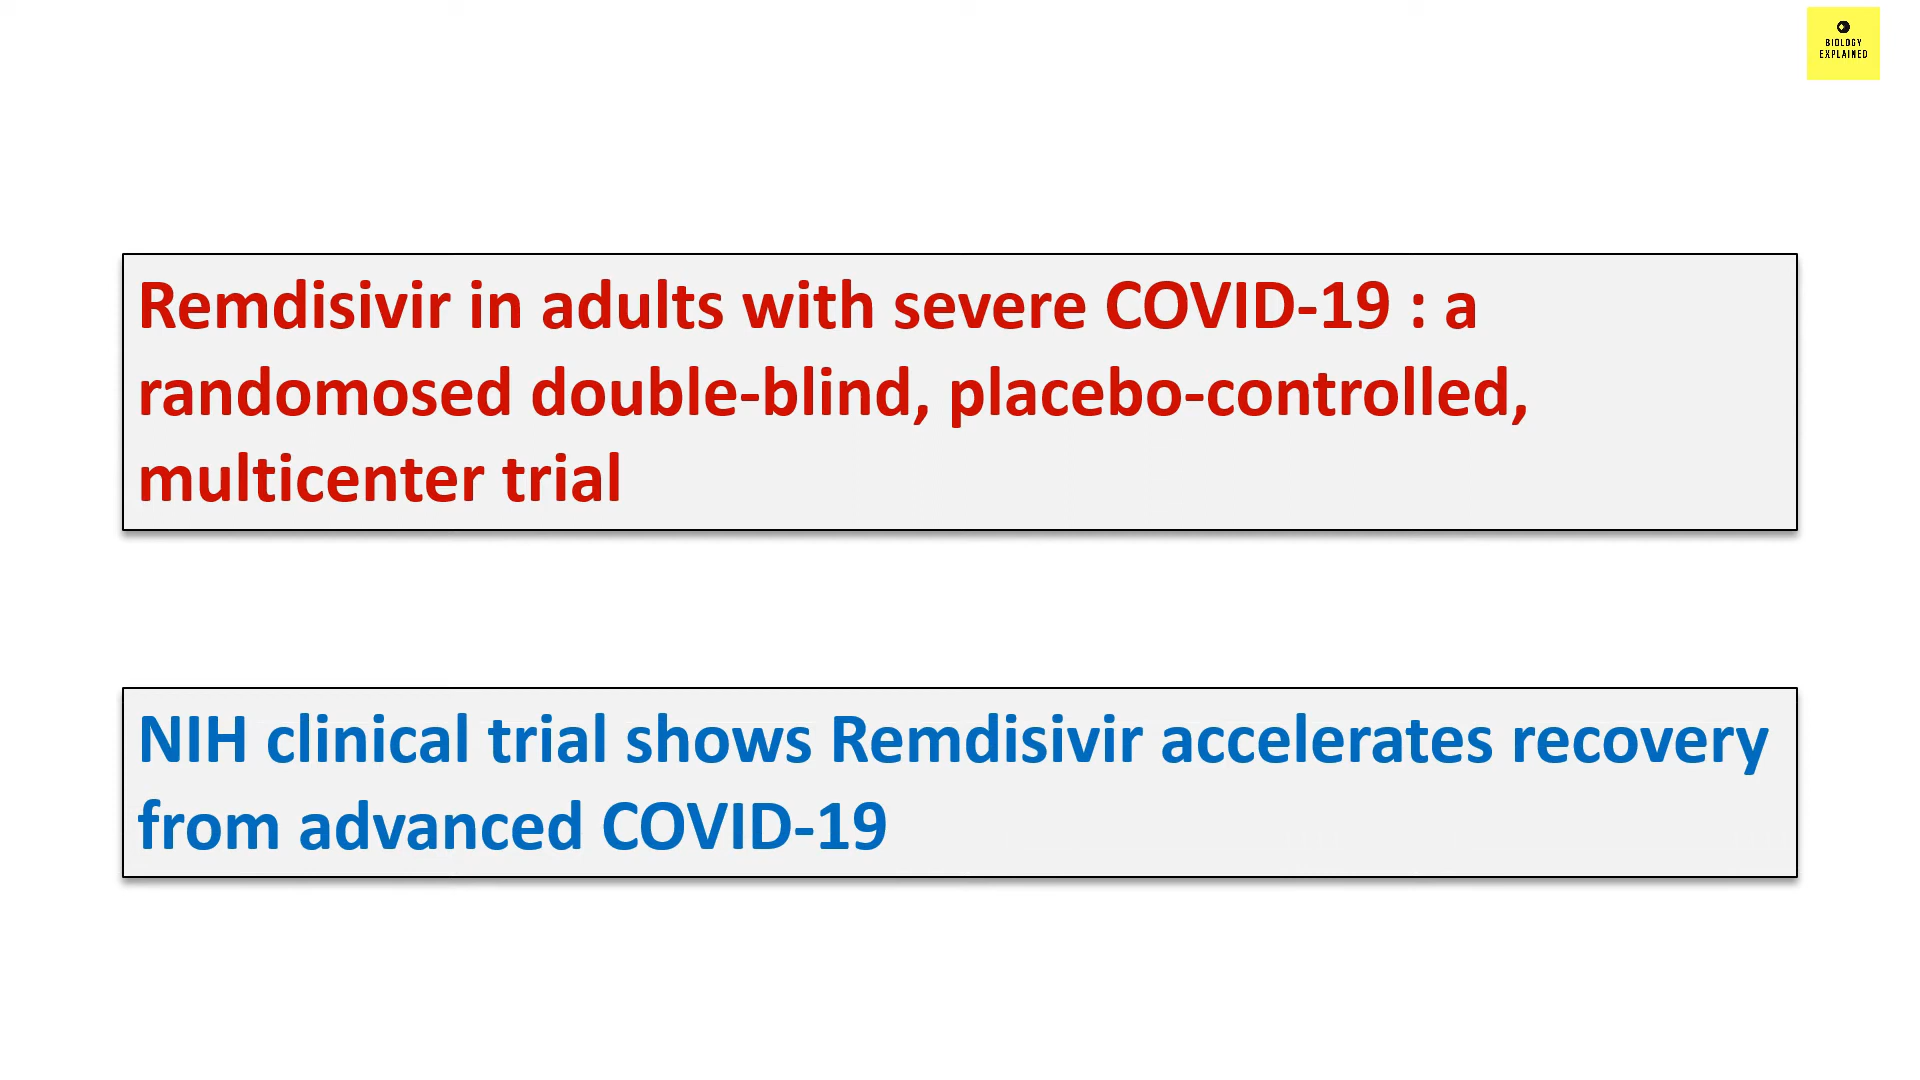 BIOLOGY
EXPLAINED
Remdisivir in adults with severe COVID-19 : a
randomosed double-blind, placebo-controlled,
multicenter trial
NIH clinical trial shows Remdisivir accelerates recovery
from advanced COVID-19